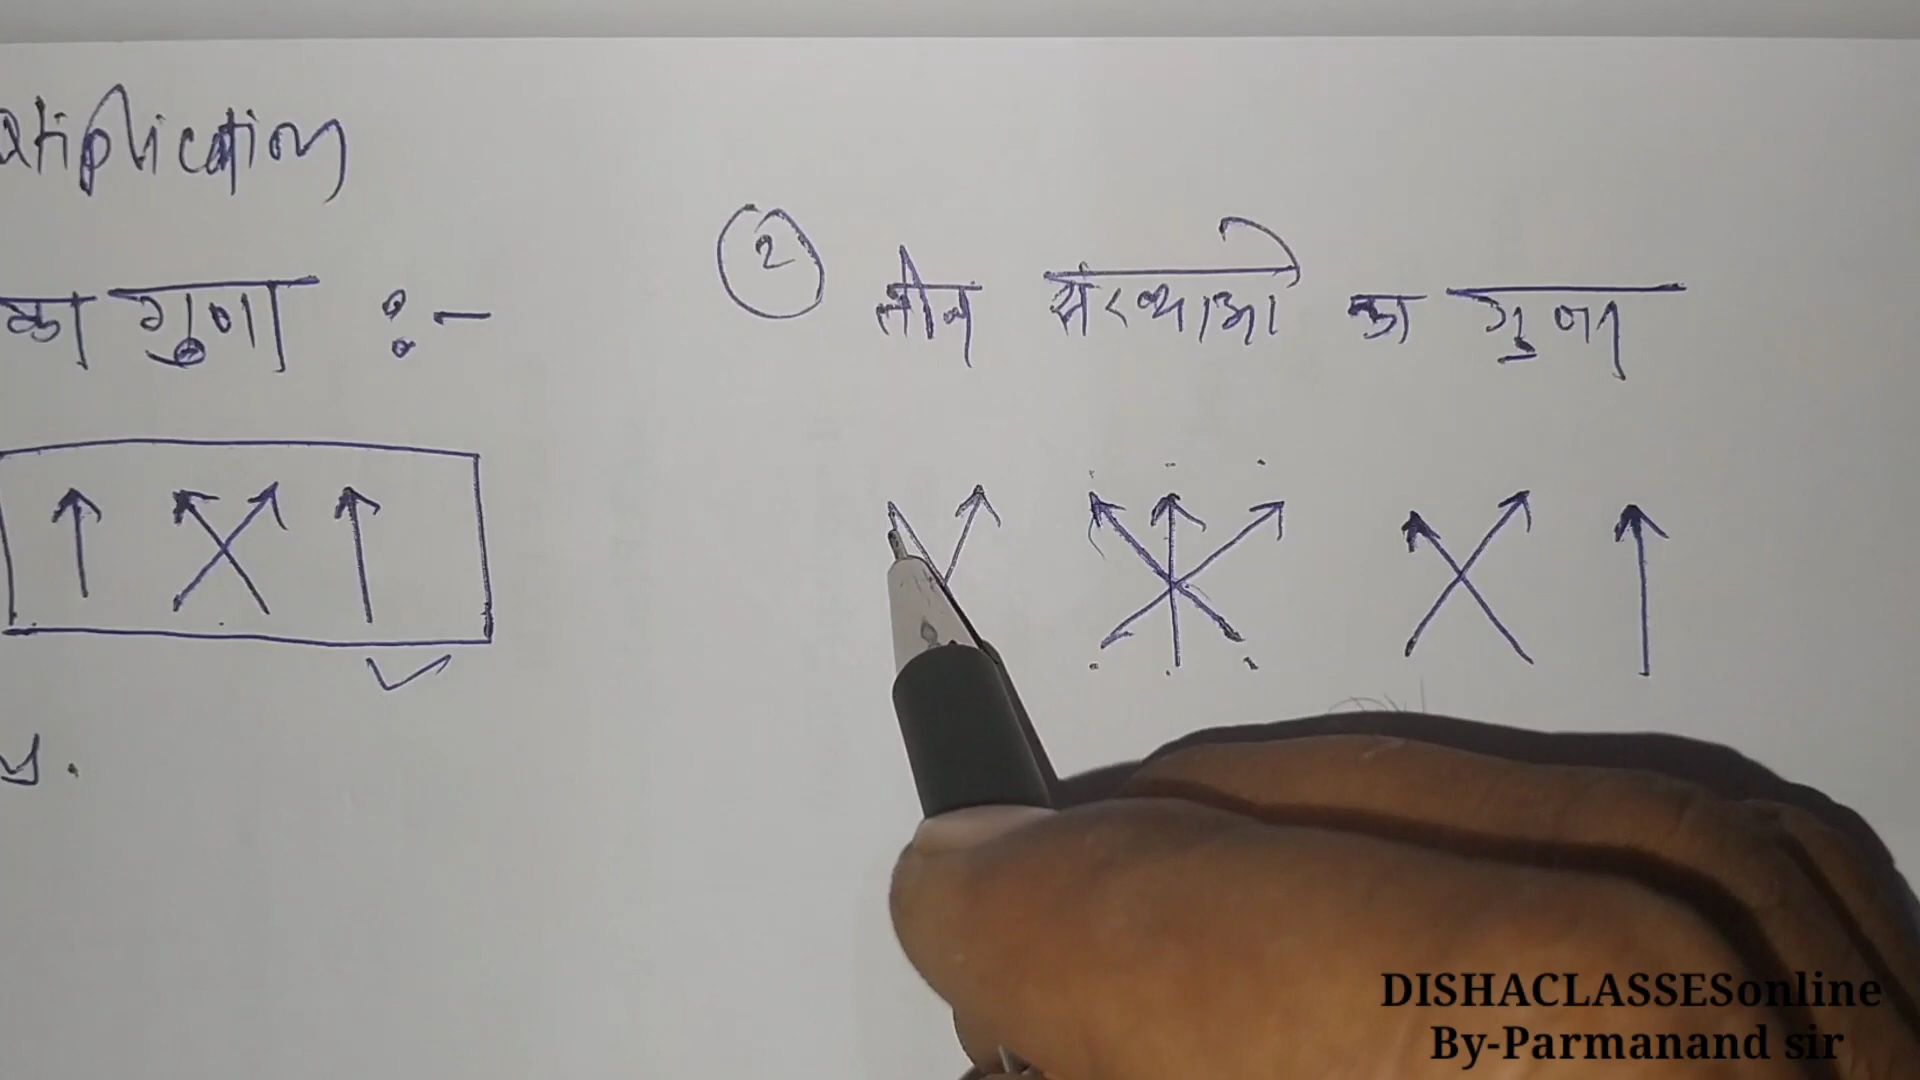 ltiplication
का गुणा :-
② तीन संख्याओ का गुणा
y.
DISHACLASSESonline
By-Parmanand sir